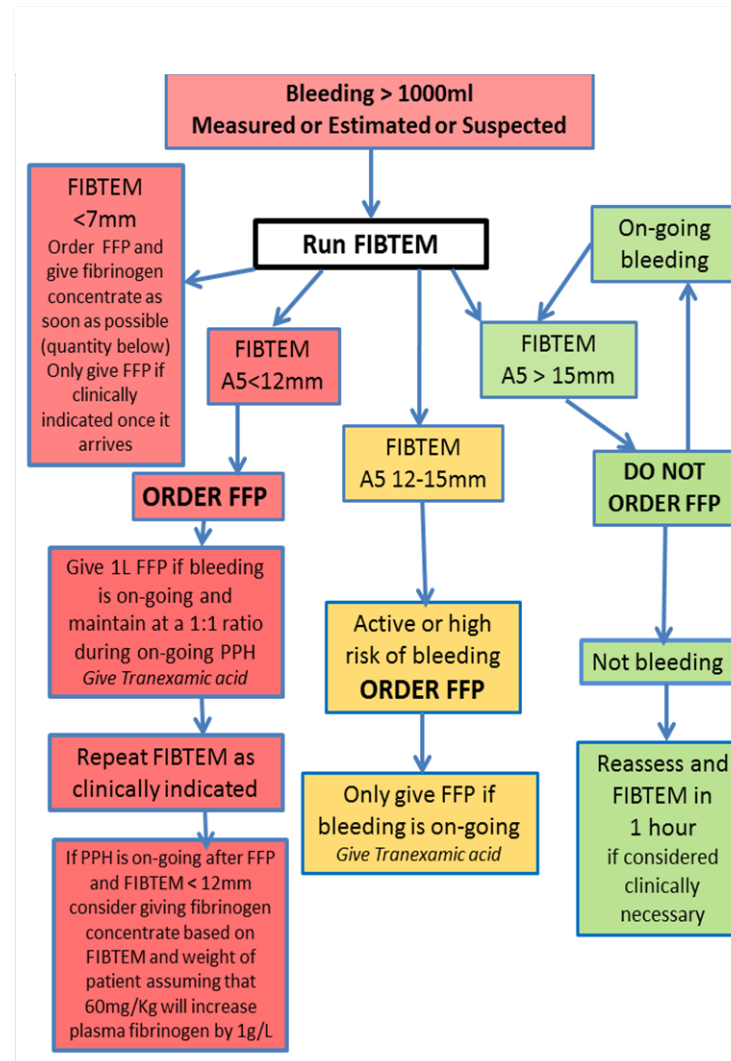 Bleeding > 1000ml
Measured or Estimated or Suspected
FIBTEM
<7mm
Order FFP and
give fibrinogen
concentrate as
soon as possible
(quantity below)
Only give FFP if
clinically
indicated once it
arrives
Run FIBTEM
On-going
bleeding
FIBTEM
A5<12mm
FIBTEM
A5 12-15mm
FIBTEM
A5 > 15mm
ORDER FFP
DO NOT
ORDER FFP
Give 1L FFP if bleeding
is on-going and
maintain at a 1:1 ratio
during on-going PPH
Give Tranexamic acid
Active or high
risk of bleeding
ORDER FFP
Not bleeding
Repeat FIBTEM as
clinically indicated
Only give FFP if
bleeding is on-going
Give Tranexamic acid
Reassess and
FIBTEM in
1 hour
if considered
clinically
necessary
If PPH is on-going after FFP
and FIBTEM < 12mm
consider giving fibrinogen
concentrate based on
FIBTEM and weight of
patient assuming that
60mg/Kg will increase
plasma fibrinogen by 1g/L